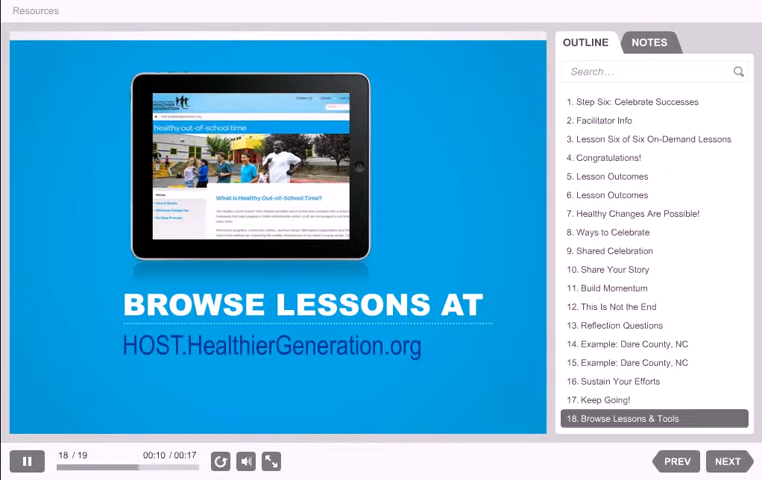 Resources
HEALTHIER
GENERATION
healthy out-of-school time
What is Healthy Out-of-School Time?
BROWSE LESSONS AT
HOST.HealthierGeneration.org
OUTLINE
NOTES
Search...
1. Step Six: Celebrate Successes
2. Facilitator Info
3. Lesson Six of Six On-Demand Lessons
4. Congratulations!
5. Lesson Outcomes
6. Lesson Outcomes
7. Healthy Changes Are Possible!
8. Ways to Celebrate
9. Shared Celebration
10. Share Your Story
11. Build Momentum
12. This Is Not the End
13. Reflection Questions
14. Example: Dare County, NC
15. Example: Dare County, NC
16. Sustain Your Efforts
17. Keep Going!
18. Browse Lessons & Tools
18 / 19
00:10 / 00:17
PREV
NEXT